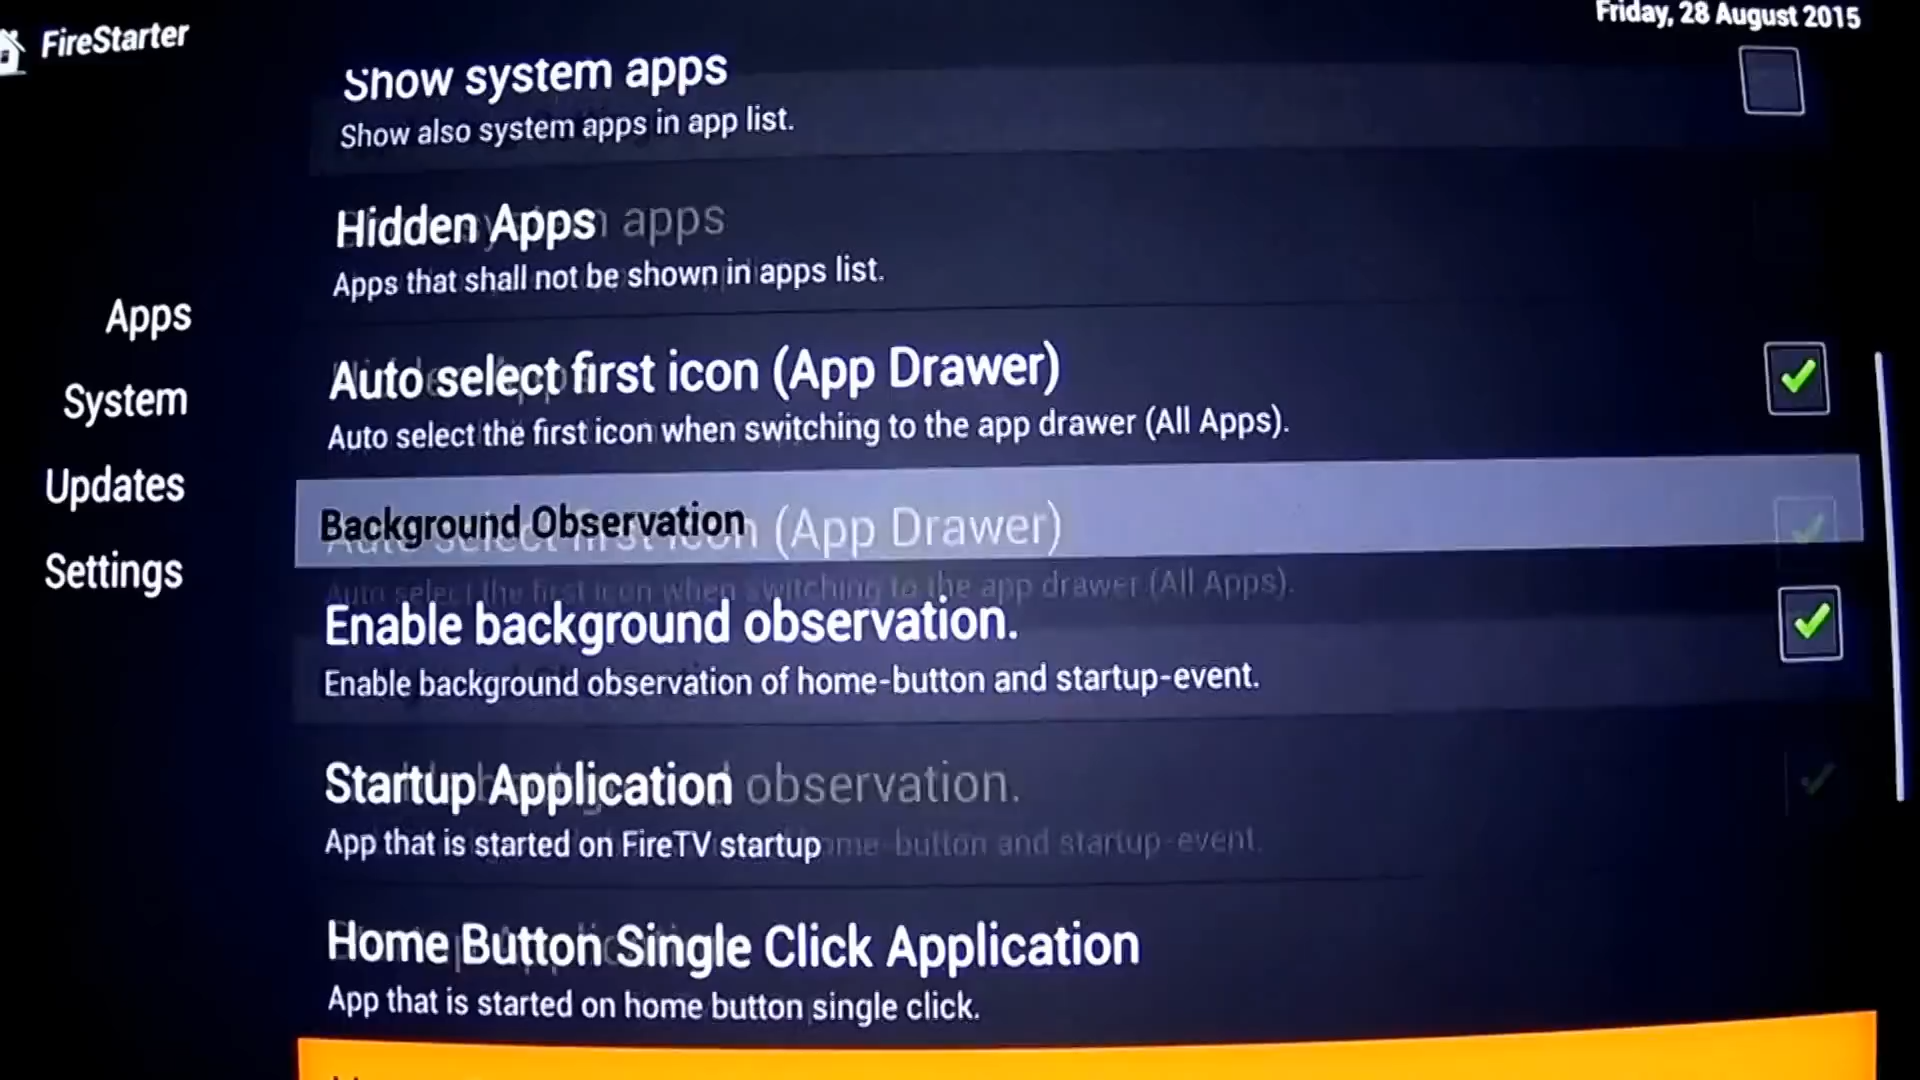 FireStarter
Friday, 28 August 2015
Show system apps
Show also system apps in app list.
Hidden Apps
Apps that shall not be shown in apps list.
Auto select first icon (App Drawer)
Auto select the first icon when switching to the app drawer (All Apps).
Background Observation
Enable background observation.
Enable background observation of home-button and startup-event.
Startup Application
App that is started on FireTV startup
Home Button Single Click Application
App that is started on home button single click.
Apps
System
Updates
Settings